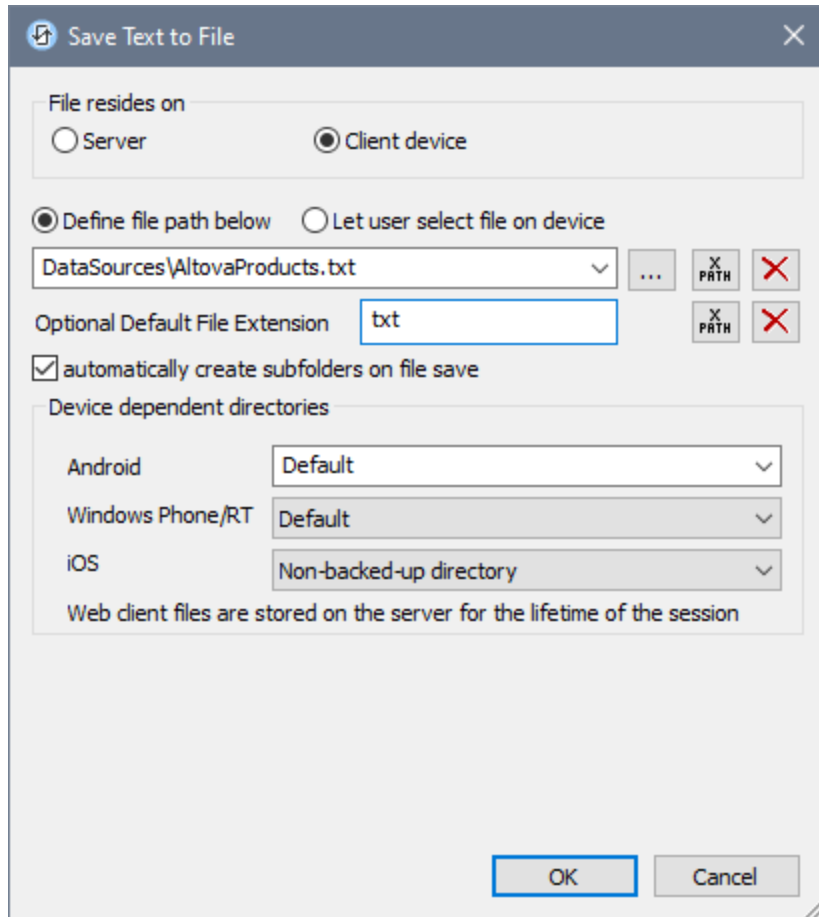 Save Text to File
File resides on
Server Client device
Define file path below Let user select file on device
DataSources\AltovaProducts.txt ... X PATH
Optional Default File Extension txt X PATH
automatically create subfolders on file save
Device dependent directories
Android Default
Windows Phone/RT Default
iOS Non-backed-up directory
Web client files are stored on the server for the lifetime of the session
OK Cancel